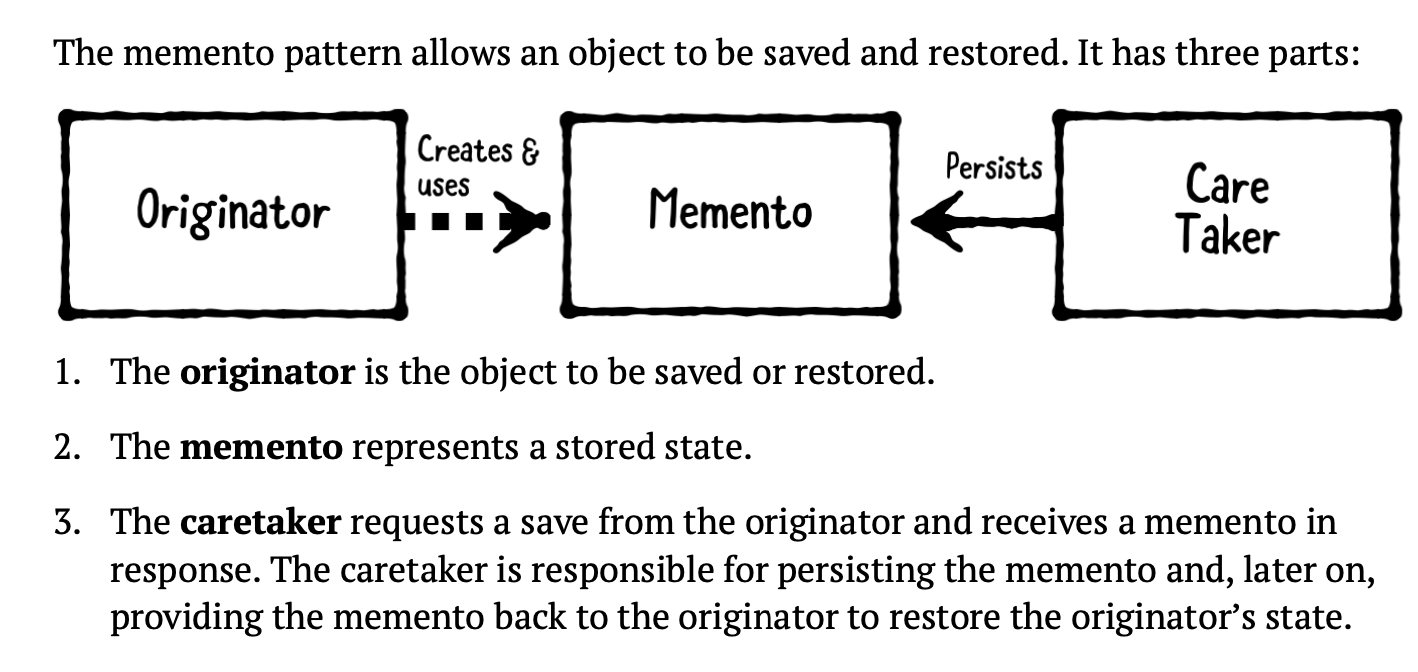 The memento pattern allows an object to be saved and restored. It has three parts:
Originator
Creates &
uses
Memento
Persists
Care
Taker
1. The originator is the object to be saved or restored.
2. The memento represents a stored state.
3. The caretaker requests a save from the originator and receives a memento in
response. The caretaker is responsible for persisting the memento and, later on,
providing the memento back to the originator to restore the originator’s state.